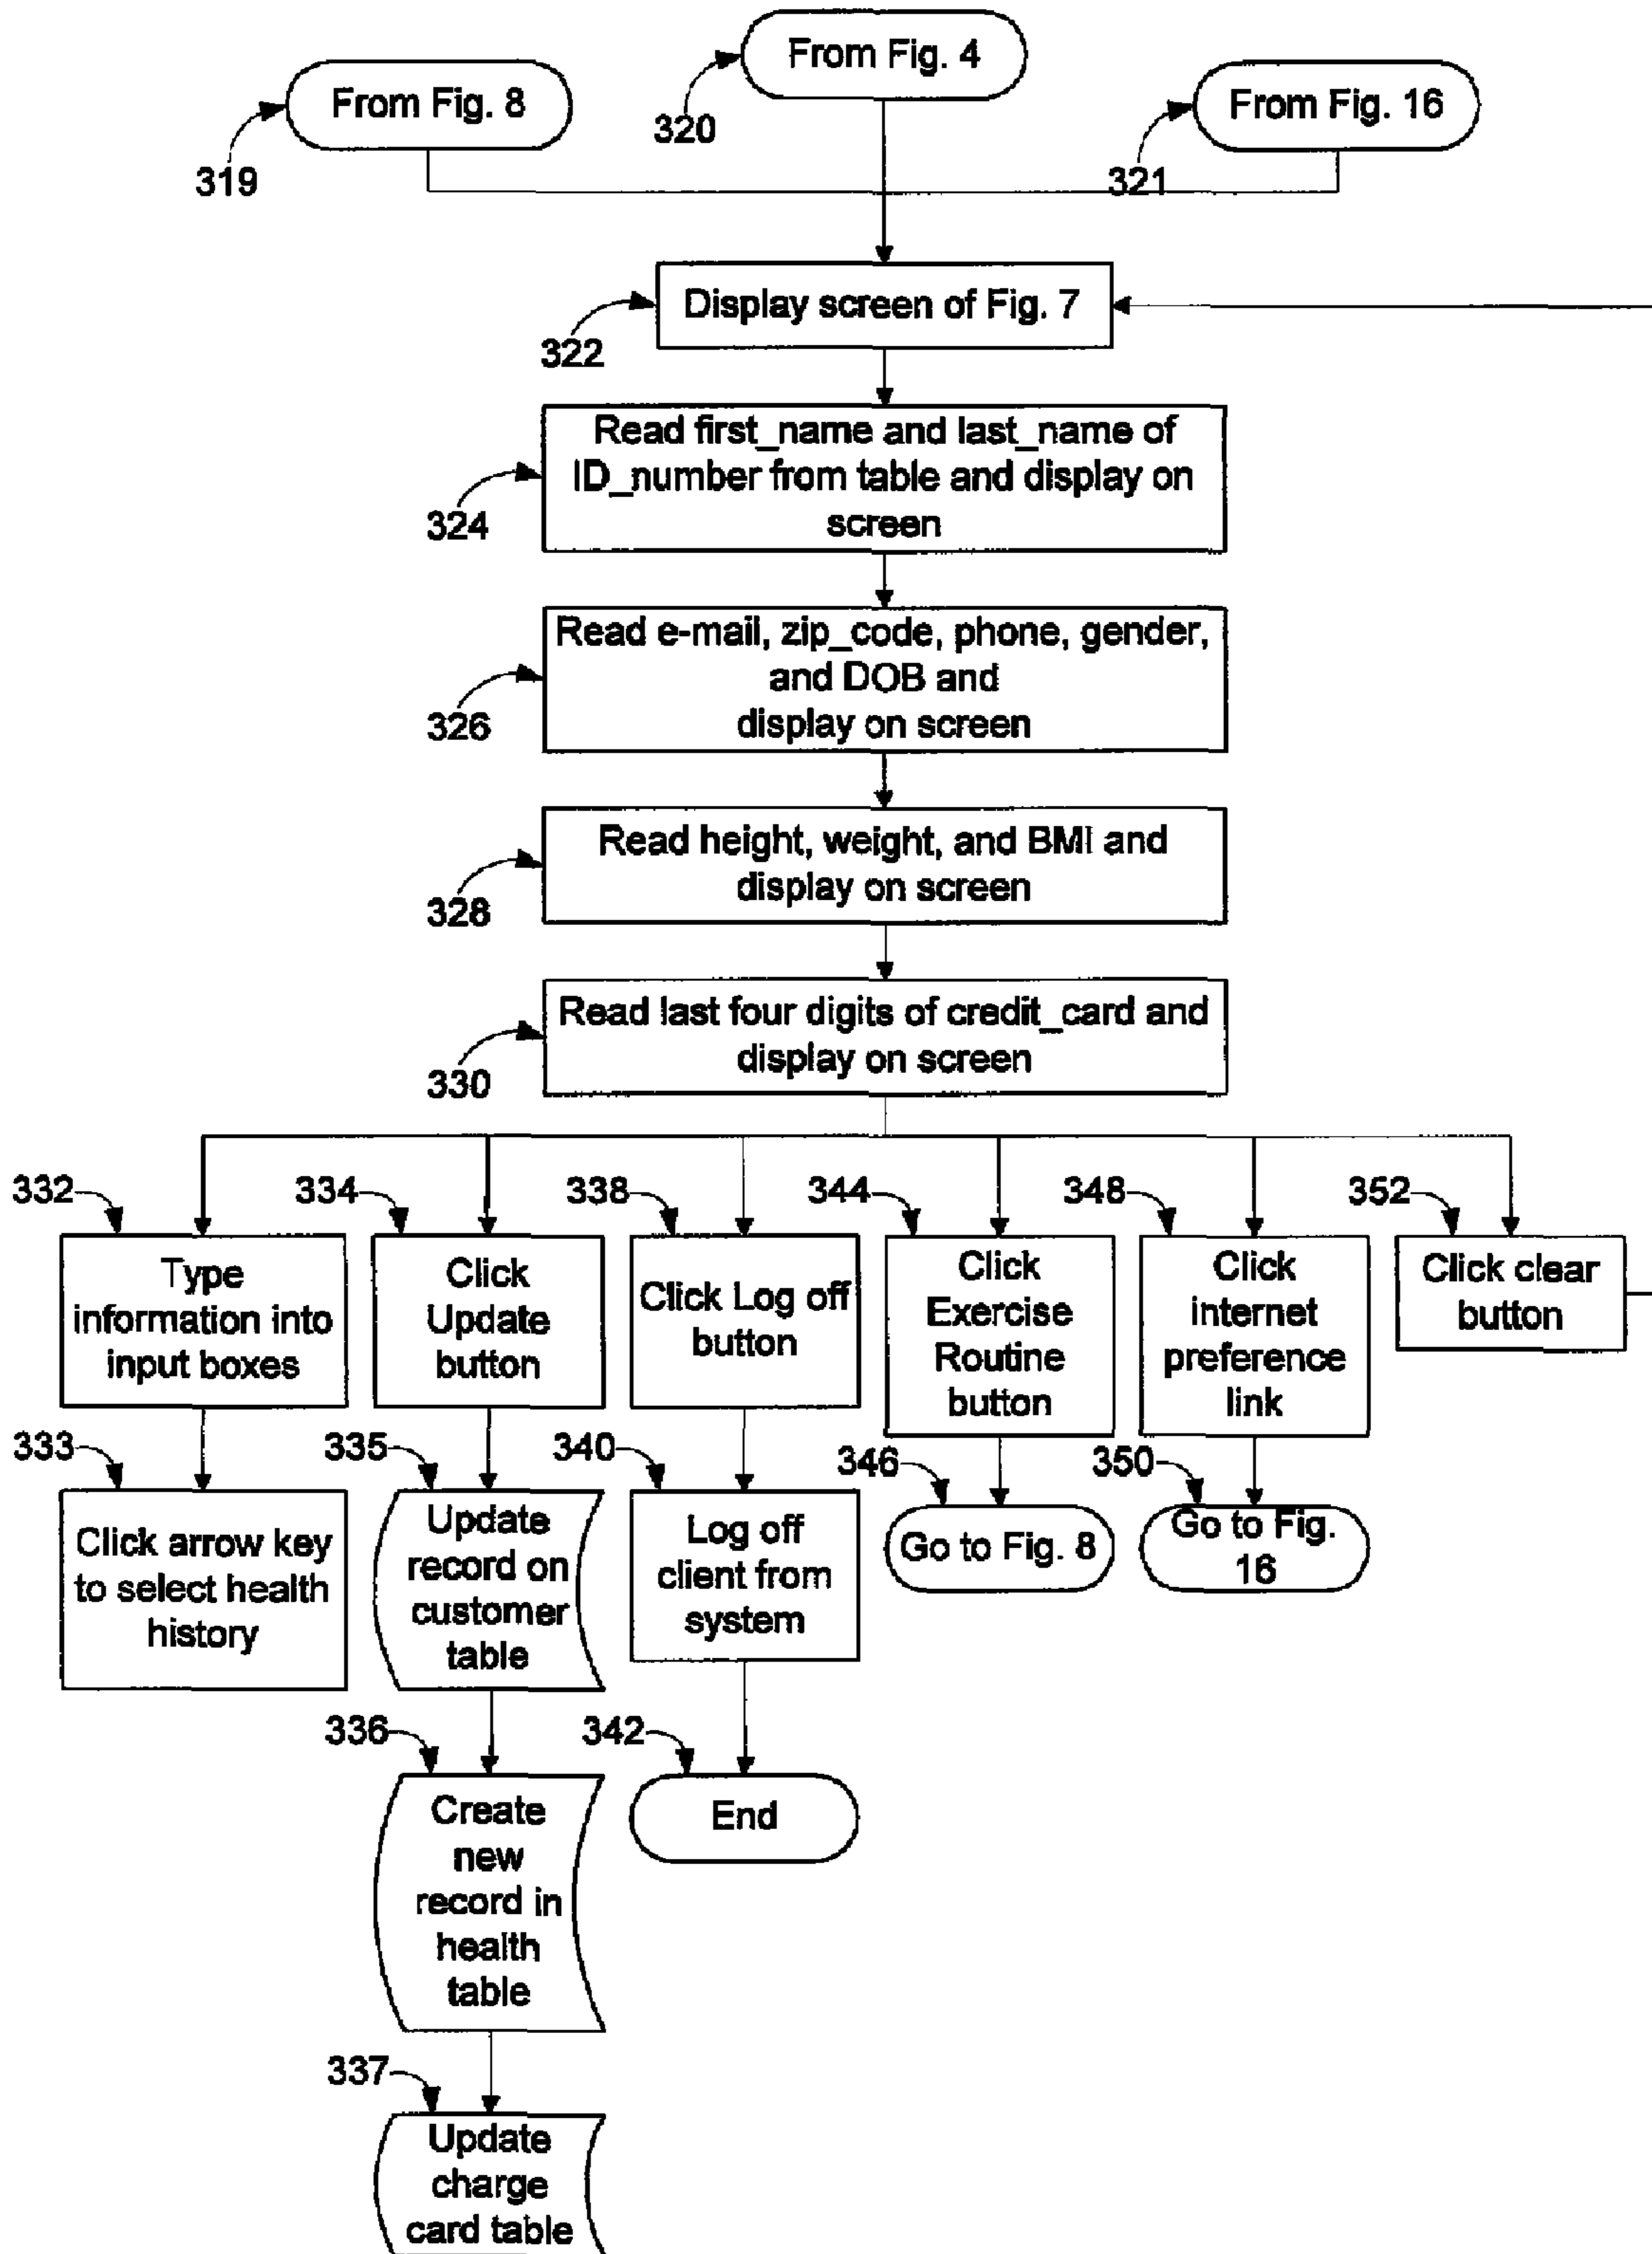 From Fig. 4
From Fig. 8
From Fig. 16
320
319
321
Display screen of Fig. 7
322
Read first_name and last_name of
ID_number from table and display on
screen
324
Read e-mail, zip_code, phone, gender,
and DOB and
display on screen
326
Read height, weight, and BMI and
display on screen
328
Read last four digits of credit_card and
display on screen
330
332
Type
information into
input boxes
333
Click arrow key
to select health
history
334
Click
Update
button
335
Update
record on
customer
table
336
Create
new
record in
health
table
337
Update
charge
card table
338
Click Log off
button
340
Log off
client from
system
342
End
344
Click
Exercise
Routine
button
346
Go to Fig. 8
348
Click
internet
preference
link
350
Go to Fig.
16
352
Click clear
button